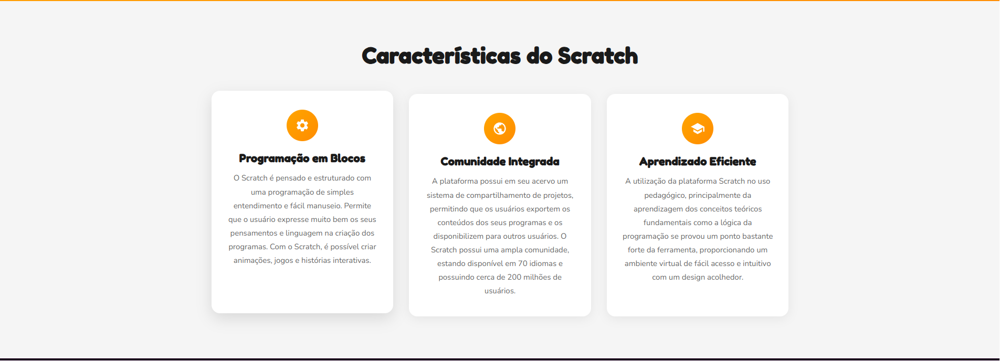 Características do Scratch
Programação em Blocos
O Scratch é pensado e estruturado com
uma programação de simples
entendimento e fácil manuseio. Permite
que o usuário expresse muito bem os seus
pensamentos e linguagem na criação dos
programas. Com o Scratch, é possível criar
animações, jogos e histórias interativas.
Comunidade Integrada
A plataforma possui em seu acervo um
sistema de compartilhamento de projetos,
permitindo que os usuários exportem os
conteúdos dos seus programas e os
disponibilizem para outros usuários. O
Scratch possui uma ampla comunidade,
estando disponível em 70 idiomas e
possuindo cerca de 200 milhões de
usuários.
Aprendizado Eficiente
A utilização da plataforma Scratch no uso
pedagógico, principalmente da
aprendizagem dos conceitos teóricos
fundamentais como a lógica da
programação se provou um ponto bastante
forte da ferramenta, proporcionando um
ambiente virtual de fácil acesso e intuitivo
com um design acolhedor.